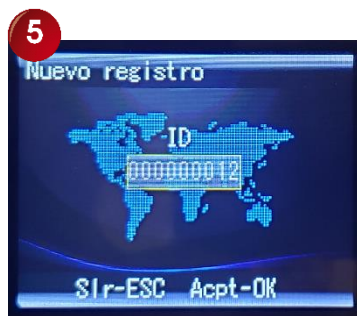 5
Nuevo registro
ID
000000012
Slr-ESC Acpt-OK